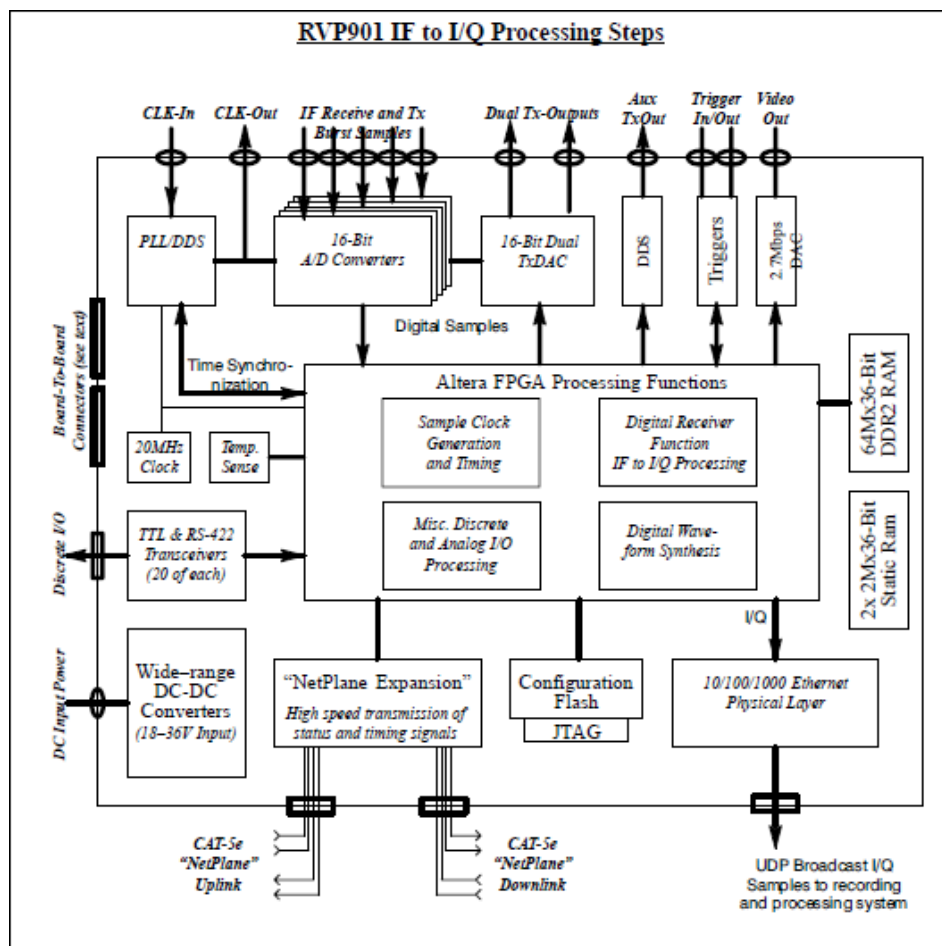 RVP901 IF to I/Q Processing Steps
CLK-In
CLK-Out
IF Receive and Tx
Burst Samples
Dual Tx-Outputs
Aux
TxOut
Trigger
In/Out
Video
Out
PLL/DDS
16-Bit
A/D Converters
16-Bit Dual
TxDAC
DDS
Triggers
2.7Mbps
DAC
Digital Samples
Board-To-Board
Connectors (see text)
Time Synchro-
nization
Altera FPGA Processing Functions
64Mx36-Bit
DDR2 RAM
Sample Clock
Generation
and Timing
Digital Receiver
Function
IF to I/Q Processing
20MHz
Clock
Temp.
Sense
Discrete I/O
TTL & RS-422
Transceivers
(20 of each)
Misc. Discrete
and Analog I/O
Processing
Digital Wave-
form Synthesis
2x 2Mx36-Bit
Static Ram
I/Q
DC Input Power
Wide–range
DC-DC
Converters
(18–36V Input)
“NetPlane Expansion”
High speed transmission of
status and timing signals
Configuration
Flash
JTAG
10/100/1000 Ethernet
Physical Layer
CAT-5e
“NetPlane”
Uplink
CAT-5e
“NetPlane”
Downlink
UDP Broadcast I/Q
Samples to recording
and processing system